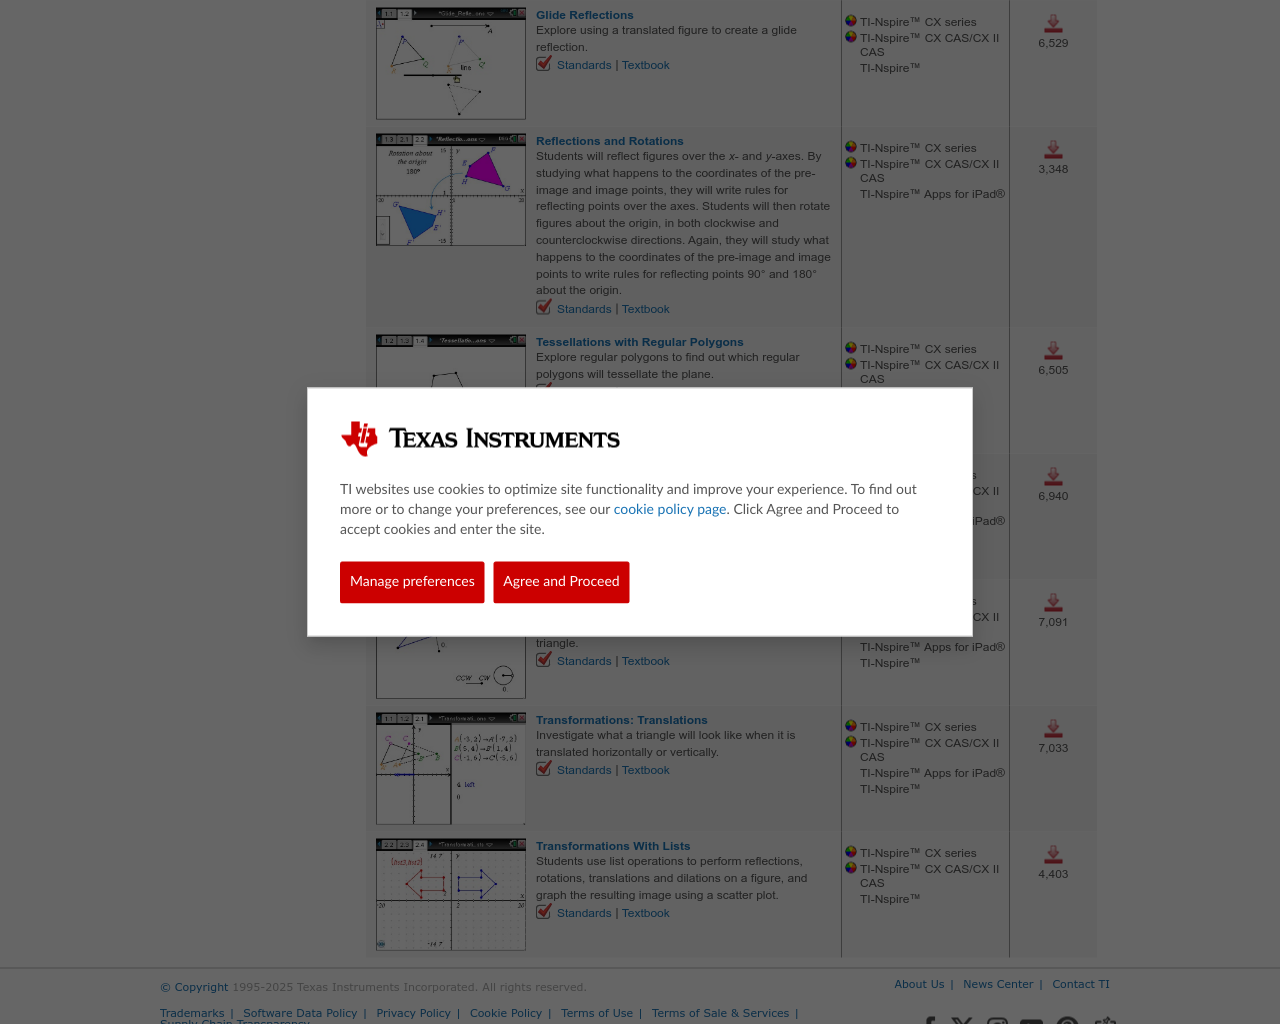 Glide Reflections
Explore using a translated figure to create a glide
reflection.
Standards | Textbook
TI-Nspire™ CX series
TI-Nspire™ CX CAS/CX II
CAS
TI-Nspire™
6,529
Rotation about
the origin
180°
Reflections and Rotations
Students will reflect figures over the x- and y-axes. By
studying what happens to the coordinates of the pre-
image and image points, they will write rules for
reflecting points over the axes. Students will then rotate
figures about the origin, in both clockwise and
counterclockwise directions. Again, they will study what
happens to the coordinates of the pre-image and image
points to write rules for reflecting points 90° and 180°
about the origin.
Standards | Textbook
TI-Nspire™ CX series
TI-Nspire™ CX CAS/CX II
CAS
TI-Nspire™ Apps for iPad®
3,348
Tessellations with Regular Polygons
Explore regular polygons to find out which regular
polygons will tessellate the plane.
TI-Nspire™ CX series
TI-Nspire™ CX CAS/CX II
CAS
6,505
TEXAS INSTRUMENTS
TI websites use cookies to optimize site functionality and improve your experience. To find out
more or to change your preferences, see our cookie policy page. Click Agree and Proceed to
accept cookies and enter the site.
Manage preferences
Agree and Proceed
s
CX II
iPad®
6,940
s
CX II
7,091
triangle.
Standards | Textbook
TI-Nspire™ Apps for iPad®
TI-Nspire™
CCW CW
Transformations: Translations
Investigate what a triangle will look like when it is
translated horizontally or vertically.
Standards | Textbook
TI-Nspire™ CX series
TI-Nspire™ CX CAS/CX II
CAS
TI-Nspire™ Apps for iPad®
TI-Nspire™
7,033
Transformations With Lists
Students use list operations to perform reflections,
rotations, translations and dilations on a figure, and
graph the resulting image using a scatter plot.
Standards | Textbook
TI-Nspire™ CX series
TI-Nspire™ CX CAS/CX II
CAS
TI-Nspire™
4,403
© Copyright 1995-2025 Texas Instruments Incorporated. All rights reserved.
About Us | News Center | Contact TI
Trademarks | Software Data Policy | Privacy Policy | Cookie Policy | Terms of Use | Terms of Sale & Services |
Supply Chain Transparency